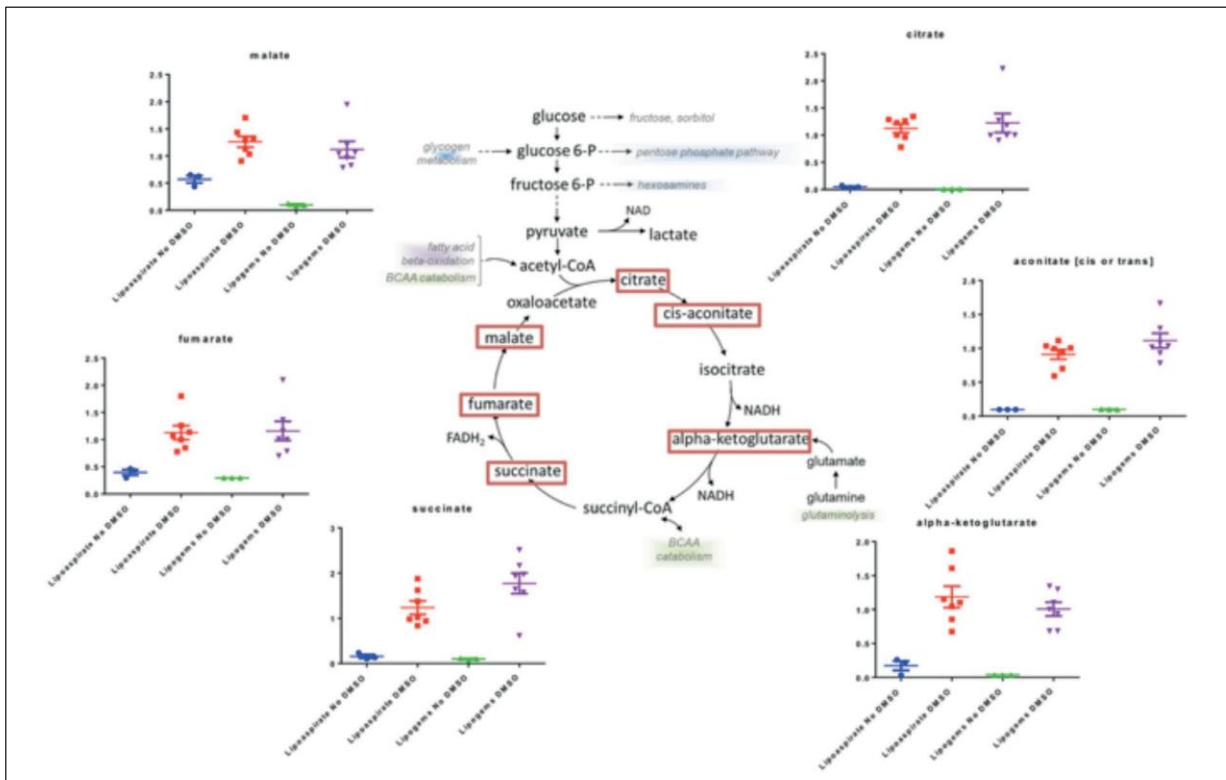 malate
2.5
2.0
1.5
1.0
0.5
0.0
Lipoaspirate No DMSO
Lipoaspirate DMSO
Lipogems No DMSO
Lipogems DMSO
citrate
2.5
2.0
1.5
1.0
0.5
0.0
Lipoaspirate No DMSO
Lipoaspirate DMSO
Lipogems No DMSO
Lipogems DMSO
glucose
fructose, sorbitol
glycogen
metabolism
glucose 6-P
pentose phosphate pathway
fructose 6-P
hexosamines
NAD
pyruvate
lactate
fatty acid
beta-oxidation
BCAA catabolism
acetyl-CoA
citrate
oxaloacetate
cis-aconitate
malate
isocitrate
fumarate
NADH
FADH2
alpha-ketoglutarate
glutamate
succinate
NADH
glutamine
succinyl-CoA
glutaminolysis
BCAA
catabolism
aconitate [cis or trans]
2.0
1.5
1.0
0.5
0.0
Lipoaspirate No DMSO
Lipoaspirate DMSO
Lipogems No DMSO
Lipogems DMSO
fumarate
2.5
2.0
1.5
1.0
0.5
0.0
Lipoaspirate No DMSO
Lipoaspirate DMSO
Lipogems No DMSO
Lipogems DMSO
succinate
3
2
1
0
Lipoaspirate No DMSO
Lipoaspirate DMSO
Lipogems No DMSO
Lipogems DMSO
alpha-ketoglutarate
2.0
1.5
1.0
0.5
0.0
Lipoaspirate No DMSO
Lipoaspirate DMSO
Lipogems No DMSO
Lipogems DMSO